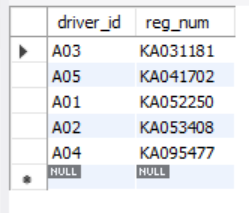 driver_id reg_num
A03 KA031181
A05 KA041702
A01 KA052250
A02 KA053408
A04 KA095477
NULL NULL